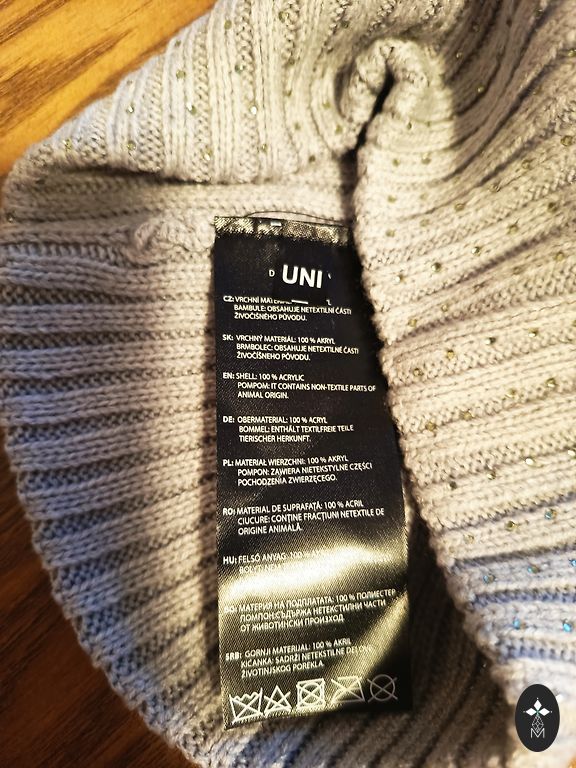 D
UNI
CZ: VRCHNÍ
BAMBULE: OBSAHUJE NETEXTILNÍ ČÁSTI
ŽIVOČIŠNÉHO PŮVODU.
SK: VRCHNÝ MATERIÁL: 100 % AKRYL
BRMBOLEC: OBSAHUJE NETEXTILNÉ ČASTI
ŽIVOČÍŠNEHO PÔVODU.
EN: SHELL: 100 % ACRYLIC
POMPOM: IT CONTAINS NON-TEXTILE PARTS OF
ANIMAL ORIGIN.
DE: OBERMATERIAL: 100 % ACRYL
BOMMEL: ENTHÄLT TEXTILFREIE TEILE
TIERISCHER HERKUNFT.
PL: MATERIAŁ WIERZCHNI: 100 % AKRYL
POMPON: ZAWIERA NIETEKSTYLNE CZĘŚCI
POCHODZENIA ZWIERZĘCEGO.
RO: MATERIAL DE SUPRAFAȚĂ: 100 % ACRIL
CIUCURE: CONȚINE FRACȚIUNI NETEXTILE DE
ORIGINE ANIMALĂ.
HU: FELSŐ ANYAG: 100 %
МАТЕРИЯ НА ПОДПЛАТАТА: 100 % ПОЛИЕСТЕР
ПОМПОН: СЪДЪРЖА НЕТЕКСТИЛНИ ЧАСТИ
ОТ ЖИВОТИНСКИ ПРОИЗХОД.
SRB: GORNJI MATERIJAL: 100 % AKRIL
KIĆANKA: SADRŽI NETEKSTILNE DELOVE
ŽIVOTINJSKOG POREKLA.